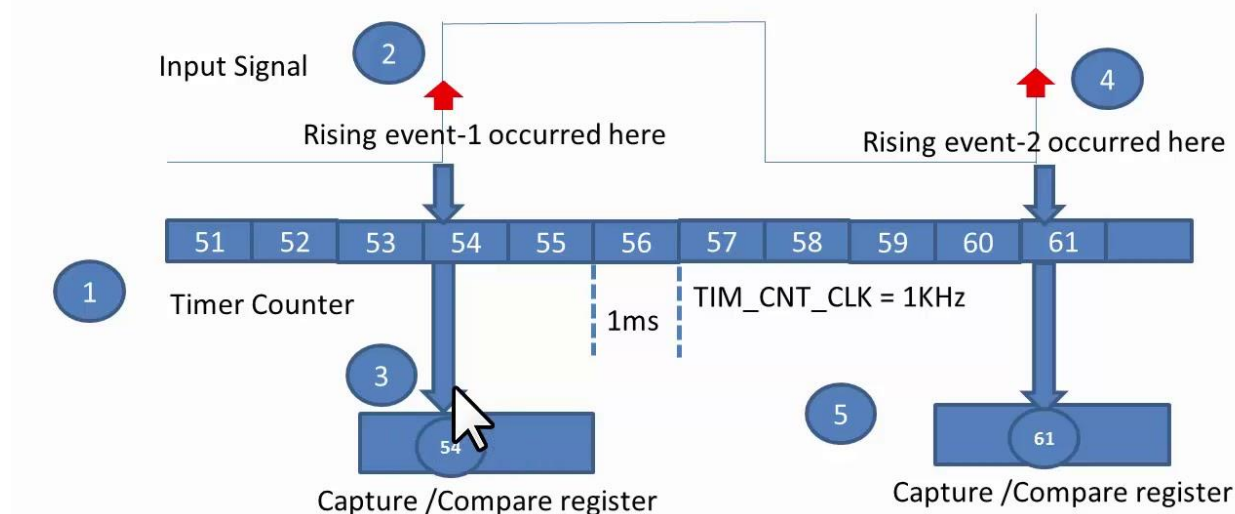 2
Input Signal
4
Rising event-1 occurred here
Rising event-2 occurred here
51 52 53 54 55 56 57 58 59 60 61
1
Timer Counter
1ms
TIM_CNT_CLK = 1KHz
3
5
54
61
Capture /Compare register
Capture /Compare register